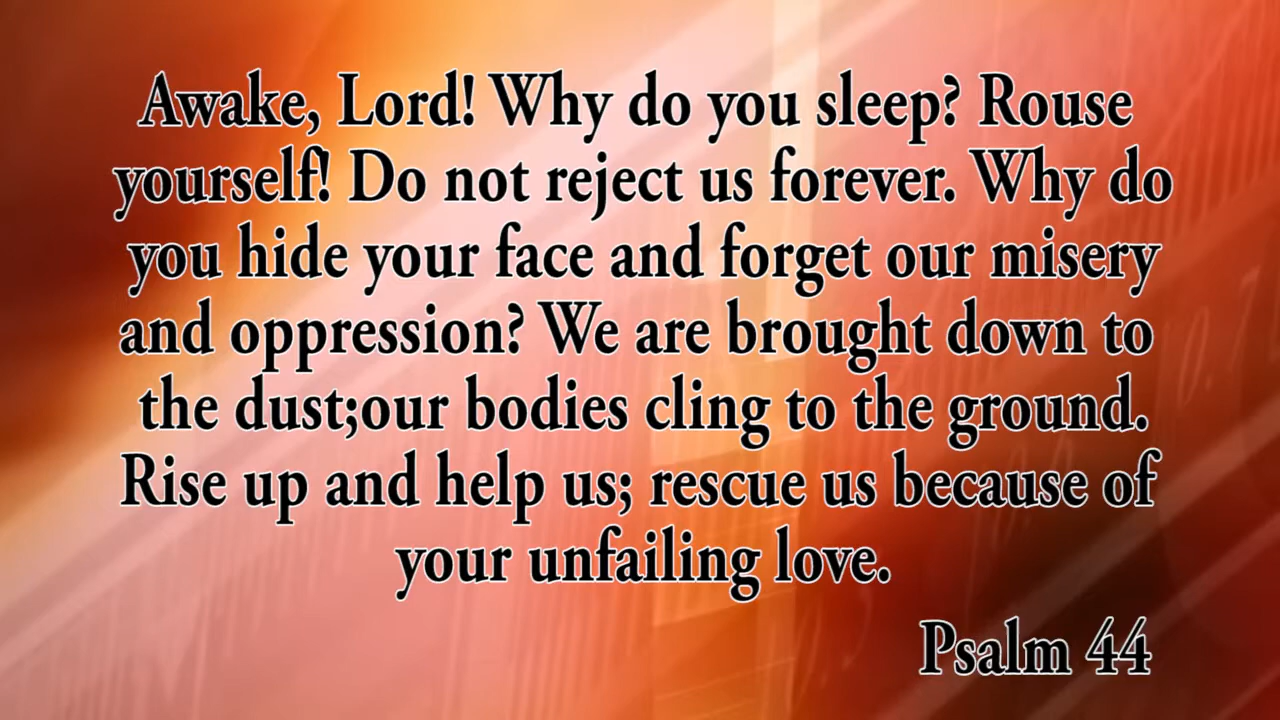 Awake, Lord! Why do you sleep? Rouse
yourself! Do not reject us forever. Why do
you hide your face and forget our misery
and oppression? We are brought down to
the dust;our bodies cling to the ground.
Rise up and help us; rescue us because of
your unfailing love.
Psalm 44